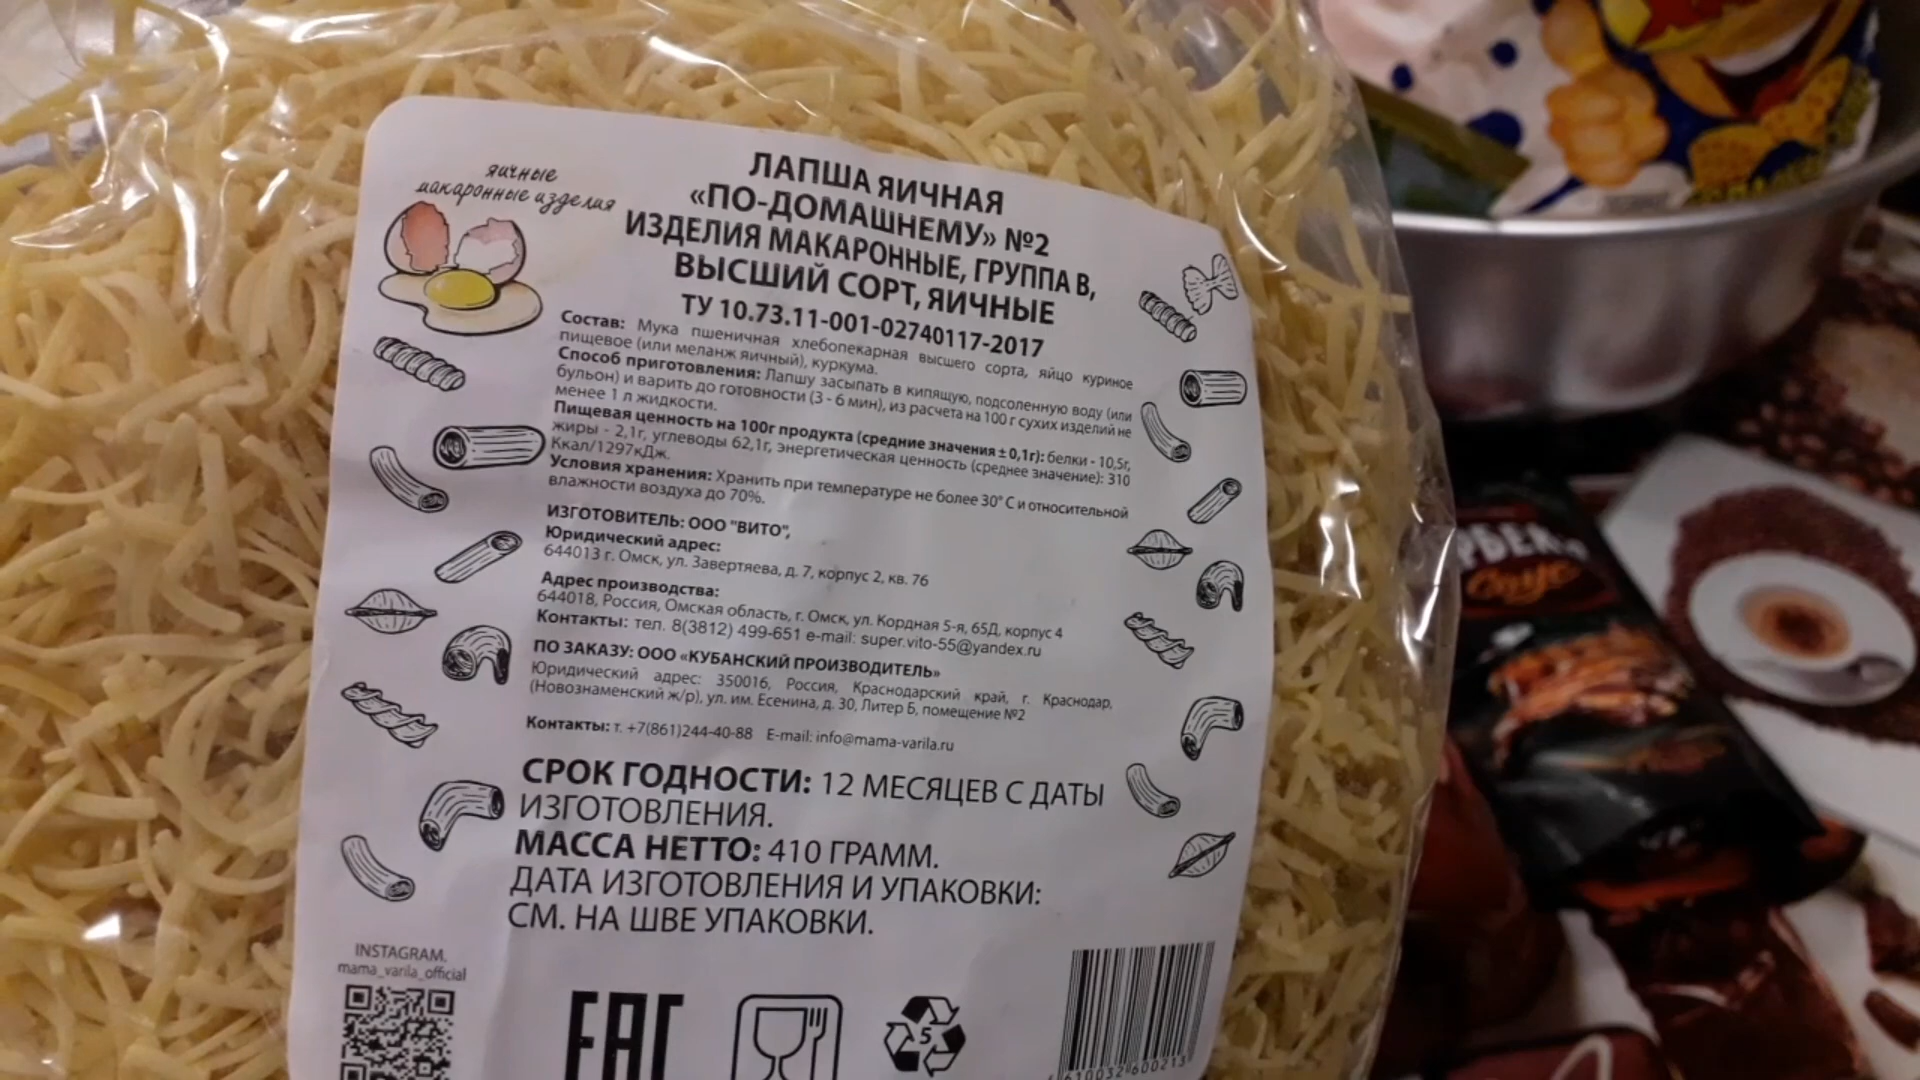 яичные
макаронные изделия
ЛАПША ЯИЧНАЯ
«ПО-ДОМАШНЕМУ» №2
ИЗДЕЛИЯ МАКАРОННЫЕ, ГРУППА В,
ВЫСШИЙ СОРТ, ЯИЧНЫЕ
ТУ 10.73.11-001-02740117-2017
Состав: Мука пшеничная хлебопекарная высшего сорта, яйцо куриное
пищевое (или меланж яичный), куркума.
Способ приготовления: Лапшу засыпать в кипящую, подсоленную воду (или
бульон) и варить до готовности (3 - 6 мин), из расчета на 100 г сухих изделий не
менее 1 л жидкости.
Пищевая ценность на 100г продукта (средние значения ± 0,1г): белки - 10,5г,
жиры - 2,1г, углеводы 62,1г, энергетическая ценность (среднее значение): 310
Ккал/1297кДж.
Условия хранения: Хранить при температуре не более 30° С и относительной
влажности воздуха до 70%.
ИЗГОТОВИТЕЛЬ: ООО "ВИТО",
Юридический адрес:
644013 г. Омск, ул. Завертяева, д. 7, корпус 2, кв. 76
Адрес производства:
644018, Россия, Омская область, г. Омск, ул. Кордная 5-я, 65Д, корпус 4
Контакты: тел. 8(3812) 499-651 e-mail: super.vito-55@yandex.ru
ПО ЗАКАЗУ: ООО «КУБАНСКИЙ ПРОИЗВОДИТЕЛЬ»
Юридический адрес: 350016, Россия, Краснодарский край, г. Краснодар,
(Новознаменский ж/р), ул. им. Есенина, д. 30, Литер Б, помещение №2
Контакты: т. +7(861)244-40-88 E-mail: info@mama-varila.ru
СРОК ГОДНОСТИ: 12 МЕСЯЦЕВ С ДАТЫ
ИЗГОТОВЛЕНИЯ.
МАССА НЕТТО: 410 ГРАММ.
ДАТА ИЗГОТОВЛЕНИЯ И УПАКОВКИ:
СМ. НА ШВЕ УПАКОВКИ.
INSTAGRAM.
mama_varila_official
EAC
5
4610032600213
соус